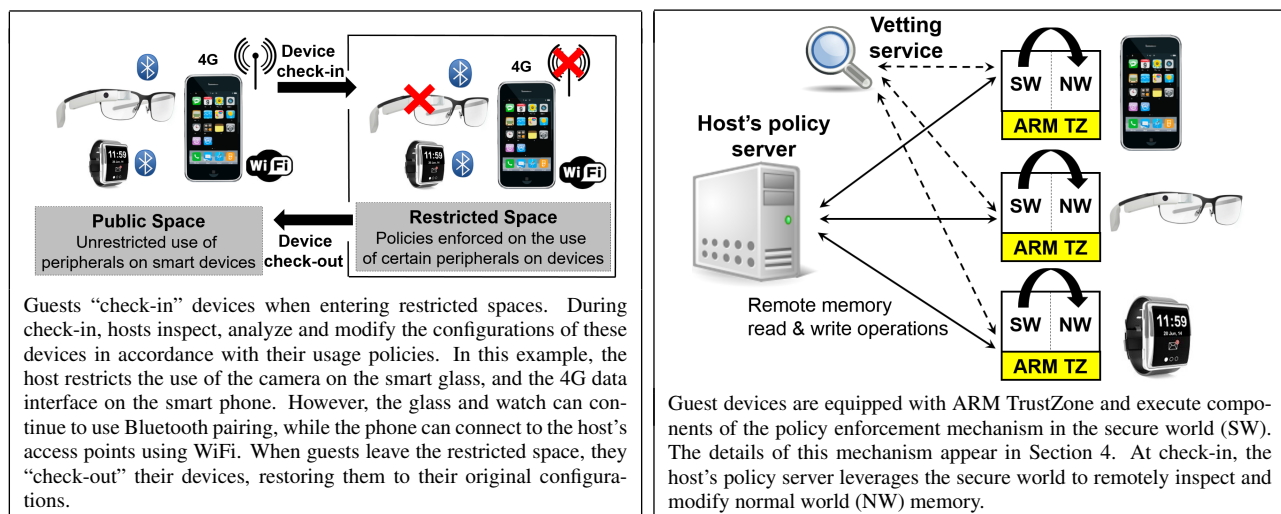 4G
Device
check-in
4G
11:59
WiFi
11:59
WiFi
Public Space
Unrestricted use of
peripherals on smart devices
Device
check-out
Restricted Space
Policies enforced on the use
of certain peripherals on devices
Guests “check-in” devices when entering restricted spaces. During
check-in, hosts inspect, analyze and modify the configurations of these
devices in accordance with their usage policies. In this example, the
host restricts the use of the camera on the smart glass, and the 4G data
interface on the smart phone. However, the glass and watch can con-
tinue to use Bluetooth pairing, while the phone can connect to the host’s
access points using WiFi. When guests leave the restricted space, they
“check-out” their devices, restoring them to their original configura-
tions.
Vetting
service
Host’s policy
server
Remote memory
read & write operations
SW NW
ARM TZ
SW NW
ARM TZ
SW NW
ARM TZ
11:59
20 Jun, 14
Guest devices are equipped with ARM TrustZone and execute compo-
nents of the policy enforcement mechanism in the secure world (SW).
The details of this mechanism appear in Section 4. At check-in, the
host’s policy server leverages the secure world to remotely inspect and
modify normal world (NW) memory.